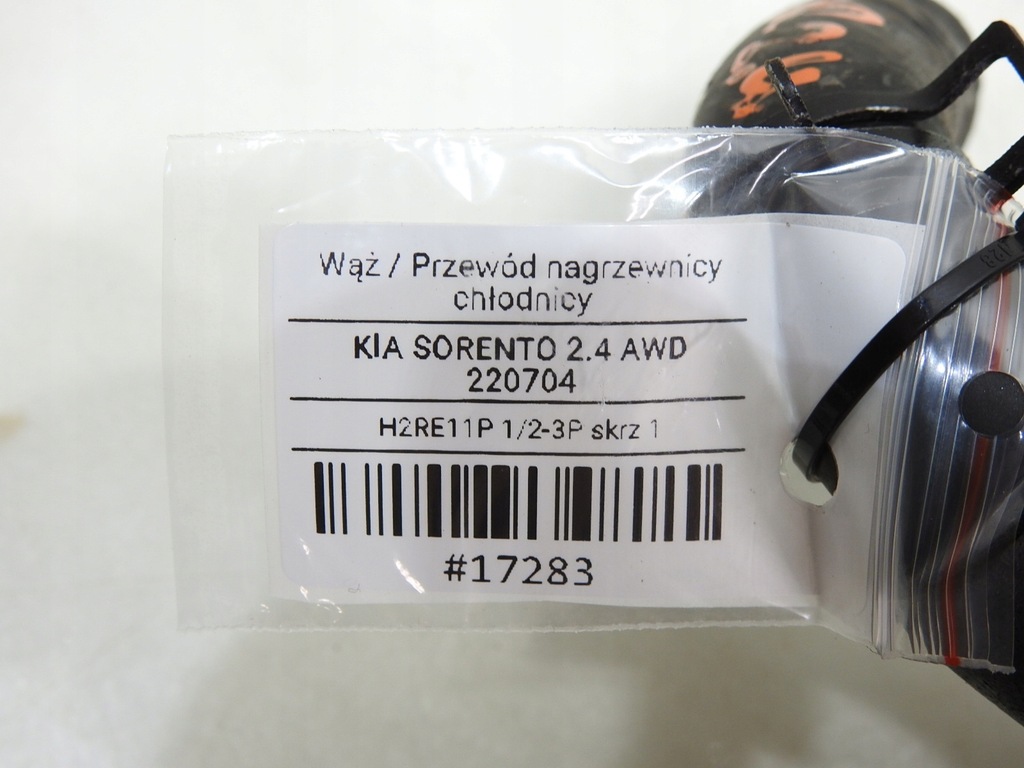 Wąż / Przewód nagrzewnicy
chłodnicy
KIA SORENTO 2.4 AWD
220704
H2RE11P 1/2-3P skrz 1
#17283